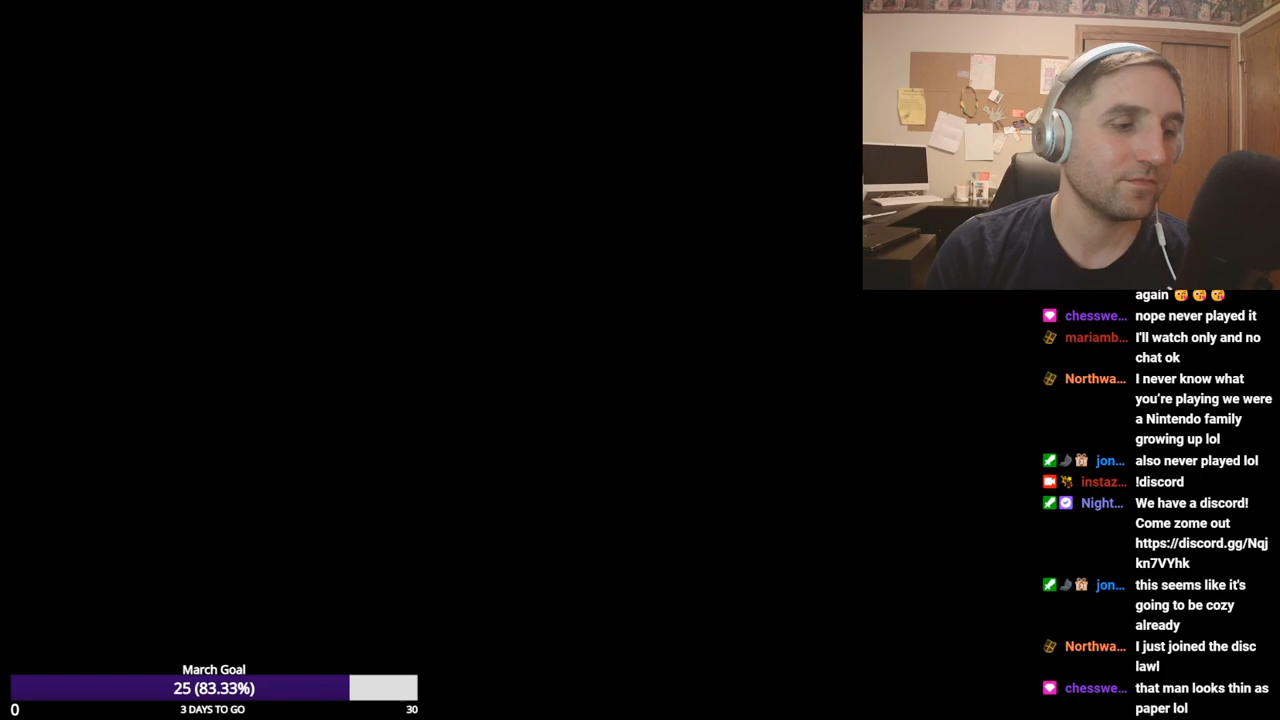 again 😘 😘 😘
chesswe... nope never played it
mariamb... I'll watch only and no
chat ok
Northwa... I never know what
you're playing we were
a Nintendo family
growing up lol
jon... also never played lol
instaz... !discord
Night... We have a discord!
Come zome out
https://discord.gg/Nqj
kn7VYhk
jon... this seems like it's
going to be cozy
already
Northwa... I just joined the disc
lawl
chesswe... that man looks thin as
paper lol
March Goal
25 (83.33%)
0 3 DAYS TO GO 30